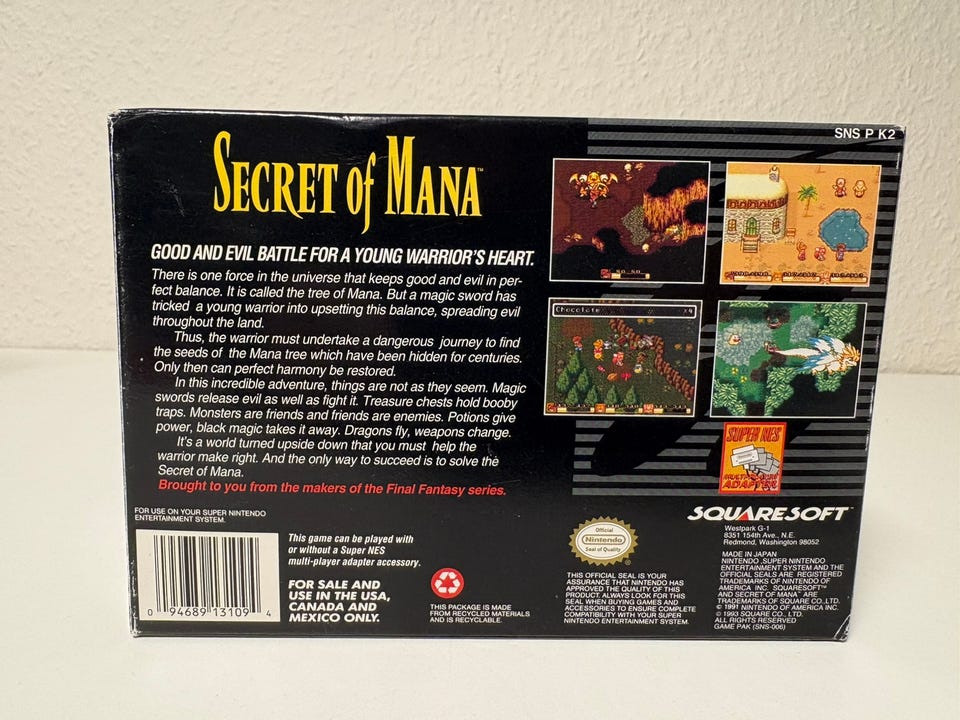 SNS P K2
SECRET of MANA™
GOOD AND EVIL BATTLE FOR A YOUNG WARRIOR'S HEART.
There is one force in the universe that keeps good and evil in per-
fect balance. It is called the tree of Mana. But a magic sword has
tricked a young warrior into upsetting this balance, spreading evil
throughout the land.
Thus, the warrior must undertake a dangerous journey to find
the seeds of the Mana tree which have been hidden for centuries.
Only then can perfect harmony be restored.
In this incredible adventure, things are not as they seem. Magic
swords release evil as well as fight it. Treasure chests hold booby
traps. Monsters are friends and friends are enemies. Potions give
power, black magic takes it away. Dragons fly, weapons change.
It's a world turned upside down that you must help the
warrior make right. And the only way to succeed is to solve the
Secret of Mana.
Brought to you from the makers of the Final Fantasy series.
Chocolate
SUPER NES
ADAPTER
FOR USE ON YOUR SUPER NINTENDO
ENTERTAINMENT SYSTEM.
0 94689 13109 4
This game can be played with
or without a Super NES
multi-player adapter accessory.
FOR SALE AND
USE IN THE USA,
CANADA AND
MEXICO ONLY.
THIS PACKAGE IS MADE
FROM RECYCLED MATERIALS
AND IS RECYCLABLE.
Official
Nintendo
Seal of Quality
THIS OFFICIAL SEAL IS YOUR
ASSURANCE THAT NINTENDO HAS
APPROVED THE QUALITY OF THIS
PRODUCT. ALWAYS LOOK FOR THIS
SEAL WHEN BUYING GAMES AND
ACCESSORIES TO ENSURE COMPLETE
COMPATIBILITY WITH YOUR SUPER
NINTENDO ENTERTAINMENT SYSTEM.
SQUARESOFT™
Westpark G-1
8351 154th Ave., N.E.
Redmond, Washington 98052
MADE IN JAPAN
NINTENDO, SUPER NINTENDO
ENTERTAINMENT SYSTEM AND THE
OFFICIAL SEALS ARE REGISTERED
TRADEMARKS OF NINTENDO OF
AMERICA INC. SQUARESOFT™
AND SECRET OF MANA™ ARE
TRADEMARKS OF SQUARE CO., LTD.
© 1991 NINTENDO OF AMERICA INC.
© 1993 SQUARE CO., LTD.
ALL RIGHTS RESERVED
GAME PAK (SNS-006)